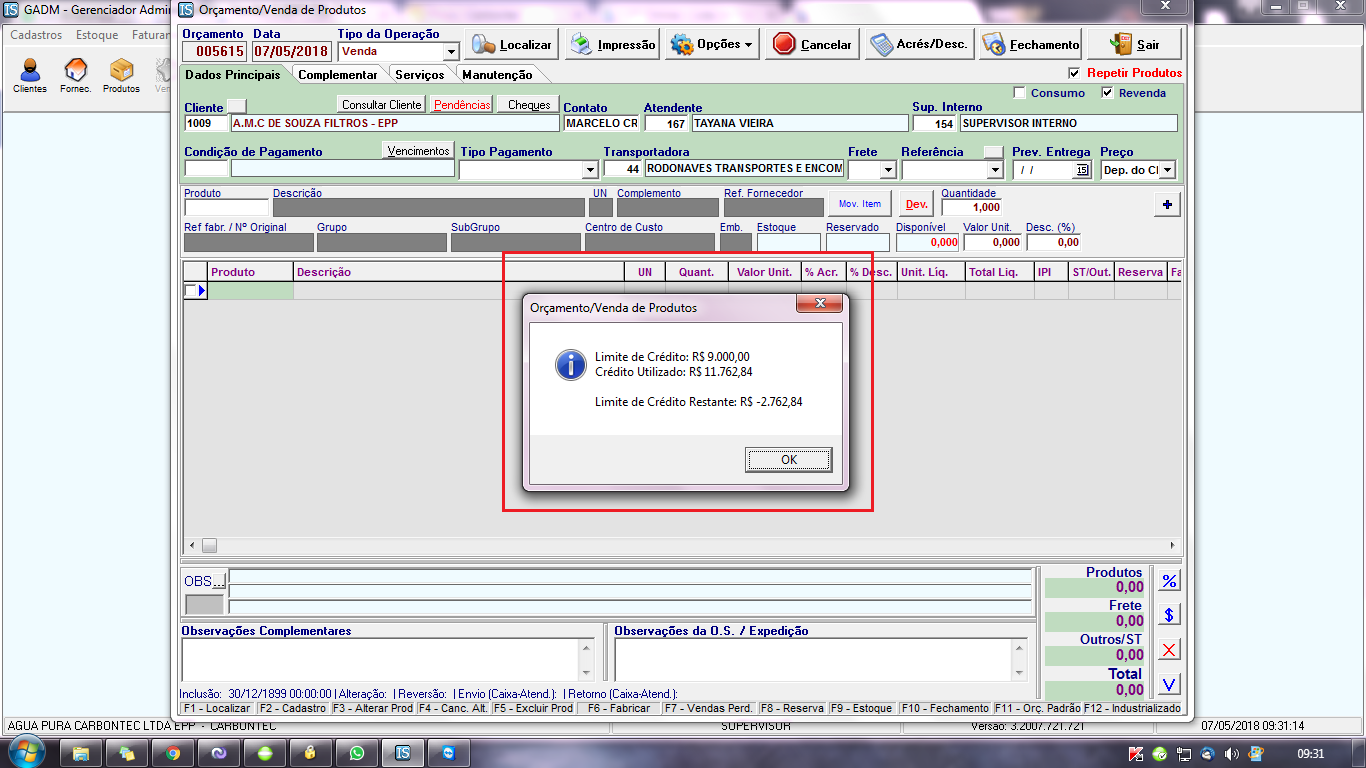 GADM - Gerenciador Admin
Orçamento/Venda de Produtos
Cadastros Estoque Faturam
Clientes Fornec. Produtos
Orçamento Data Tipo da Operação
005615 07/05/2018 Venda
Localizar Impressão Opções Cancelar Acrés/Desc. Fechamento Sair
Dados Principais Complementar Serviços Manutenção
Repetir Produtos
Consumo Revenda
Cliente Consultar Cliente Pendências Cheques Contato Atendente Sup. Interno
1009 A.M.C DE SOUZA FILTROS - EPP MARCELO CR 167 TAYANA VIEIRA 154 SUPERVISOR INTERNO
Condição de Pagamento Vencimentos Tipo Pagamento Transportadora Frete Referência Prev. Entrega Preço
44 RODONAVES TRANSPORTES E ENCOM / / 15 Dep. do Cl
Produto Descrição UN Complemento Ref. Fornecedor Mov. Item Dev. Quantidade
1,000 +
Ref fabr. / Nº Original Grupo SubGrupo Centro de Custo Emb. Estoque Reservado Disponível Valor Unit. Desc. (%)
0,000 0,000 0,00
Produto Descrição UN Quant. Valor Unit. % Acr. % Desc. Unit. Liq. Total Liq. IPI ST/Out. Reserva Fa
Orçamento/Venda de Produtos
Limite de Crédito: R$ 9.000,00
Crédito Utilizado: R$ 11.762,84
Limite de Crédito Restante: R$ -2.762,84
OK
OBS...
Produtos
0,00 %
Frete
0,00 $
Outros/ST
0,00 X
Total
0,00 V
Observações Complementares Observações da O.S. / Expedição
Inclusão: 30/12/1899 00:00:00 | Alteração: | Reversão: | Envio (Caixa-Atend.): | Retorno (Caixa-Atend.):
F1 - Localizar F2 - Cadastro F3 - Alterar Prod F4 - Canc. Alt. F5 - Excluir Prod F6 - Fabricar F7 - Vendas Perd. F8 - Reserva F9 - Estoque F10 - Fechamento F11 - Orç. Padrão F12 - Industrializado
AGUA PURA CARBONTEC LTDA EPP - CARBONTEC SUPERVISOR Versão: 3.2007.721.721 07/05/2018 09:31:14
09:31